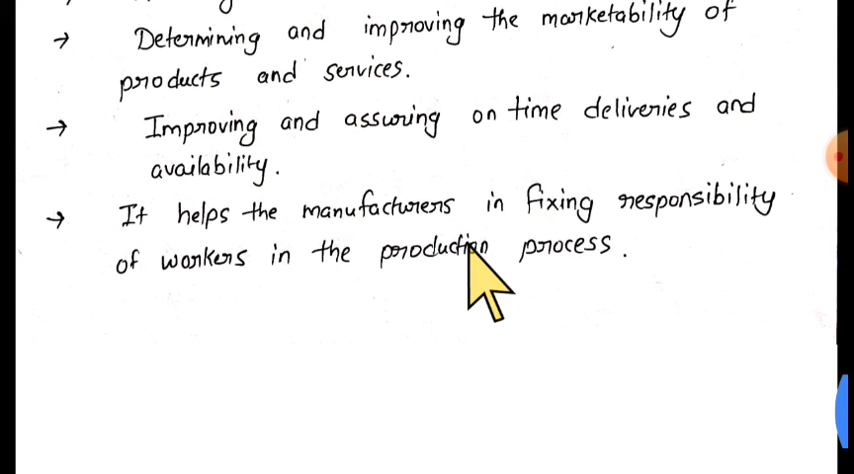 → Determining and improving the marketability of
products and services.
→ Improving and assuring on time deliveries and
availability.
→ It helps the manufacturers in fixing responsibility
of workers in the production process.